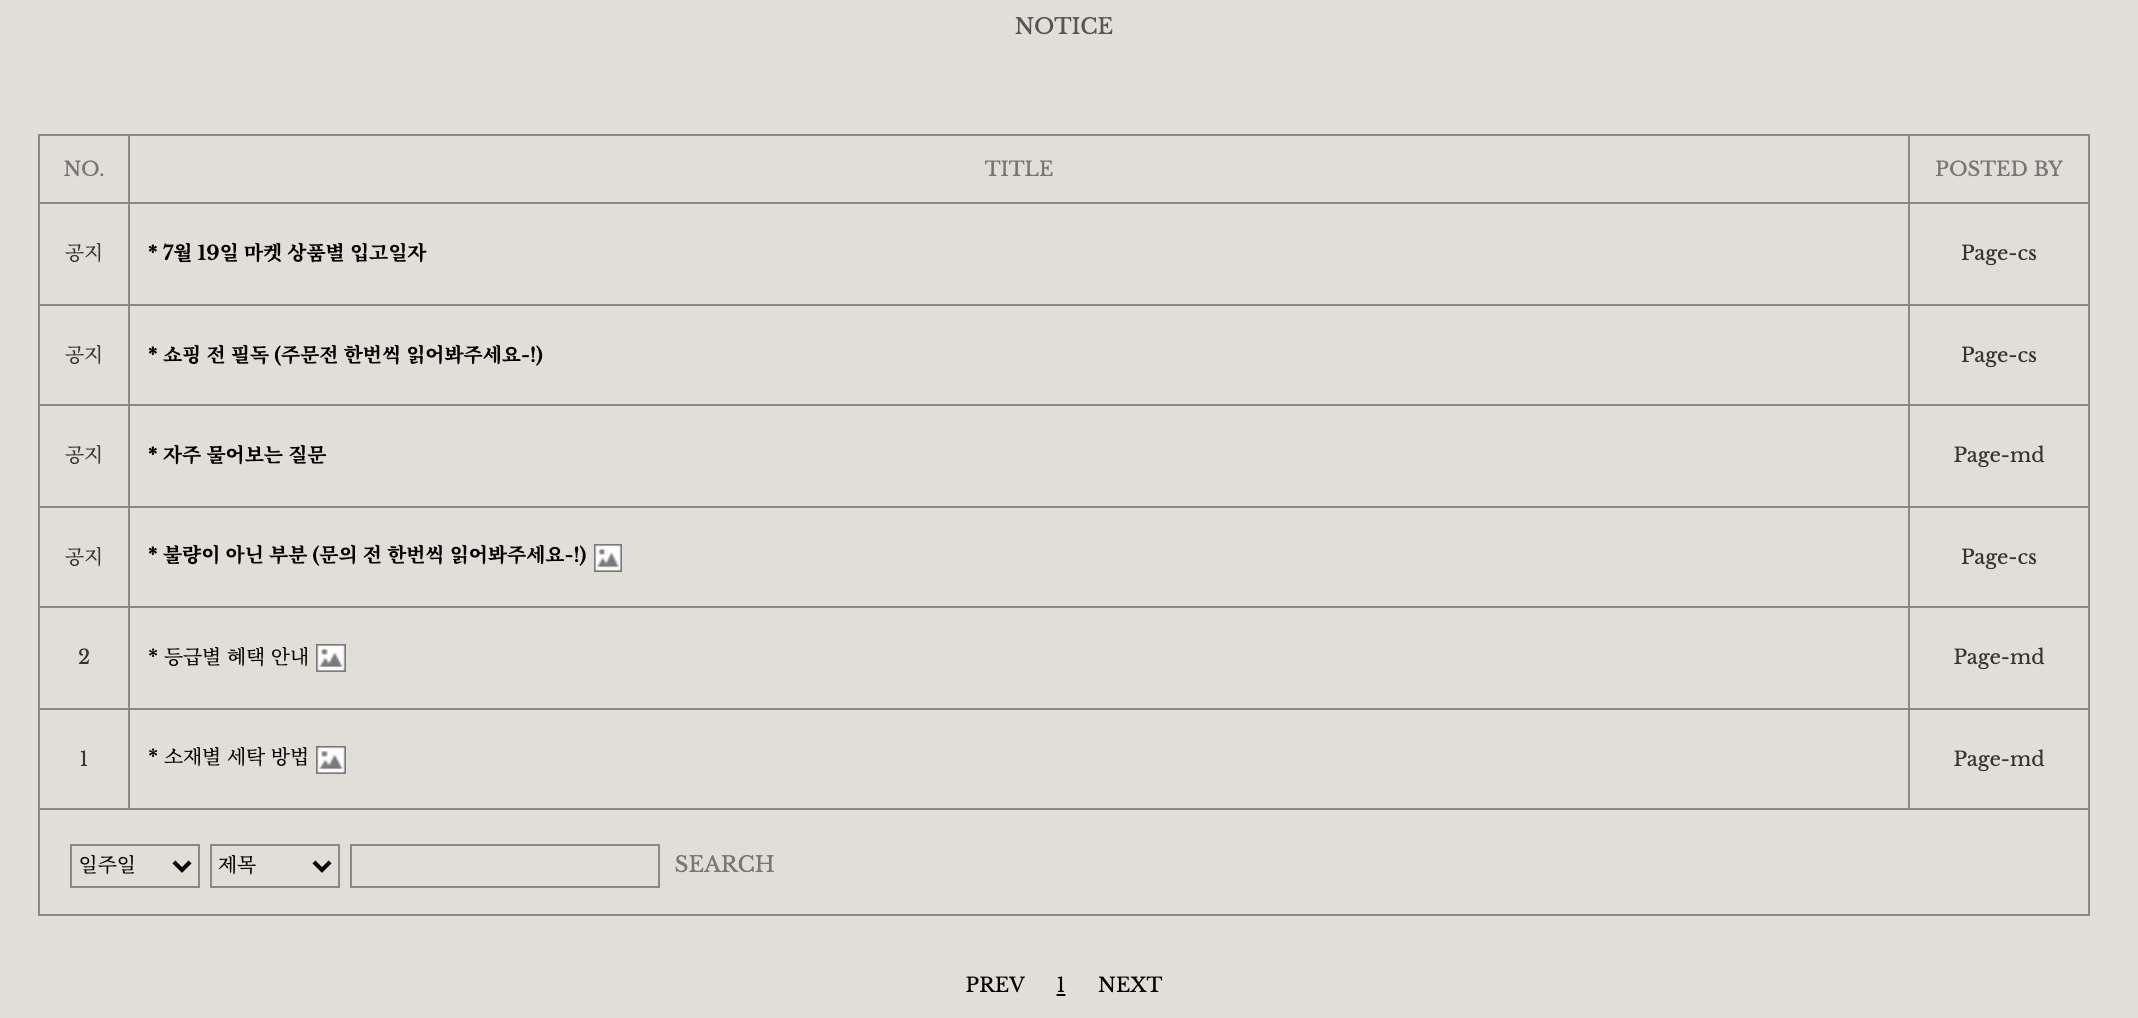 NOTICE
NO. TITLE POSTED BY
공지 * 7월 19일 마켓 상품별 입고일자 Page-cs
공지 * 쇼핑 전 필독 (주문전 한번씩 읽어봐주세요-!) Page-cs
공지 * 자주 물어보는 질문 Page-md
공지 * 불량이 아닌 부분 (문의 전 한번씩 읽어봐주세요-!) Page-cs
2 * 등급별 혜택 안내 Page-md
1 * 소재별 세탁 방법 Page-md
일주일 제목 SEARCH
PREV 1 NEXT